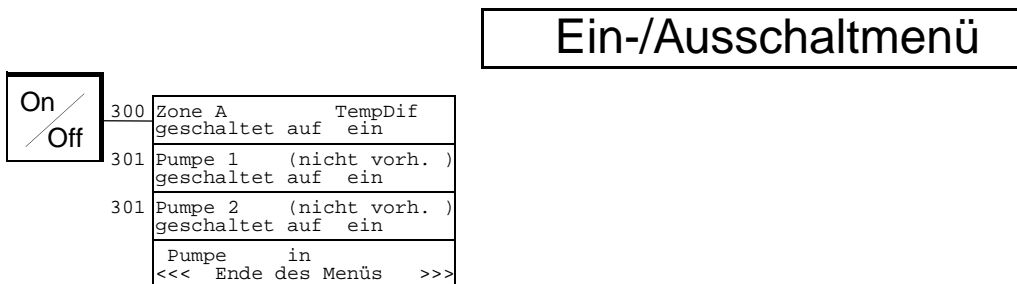 Ein-/Ausschaltmenü
On/Off
300 Zone A TempDif
geschaltet auf ein
301 Pumpe 1 (nicht vorh. )
geschaltet auf ein
301 Pumpe 2 (nicht vorh. )
geschaltet auf ein
Pumpe in
<<< Ende des Menüs >>>